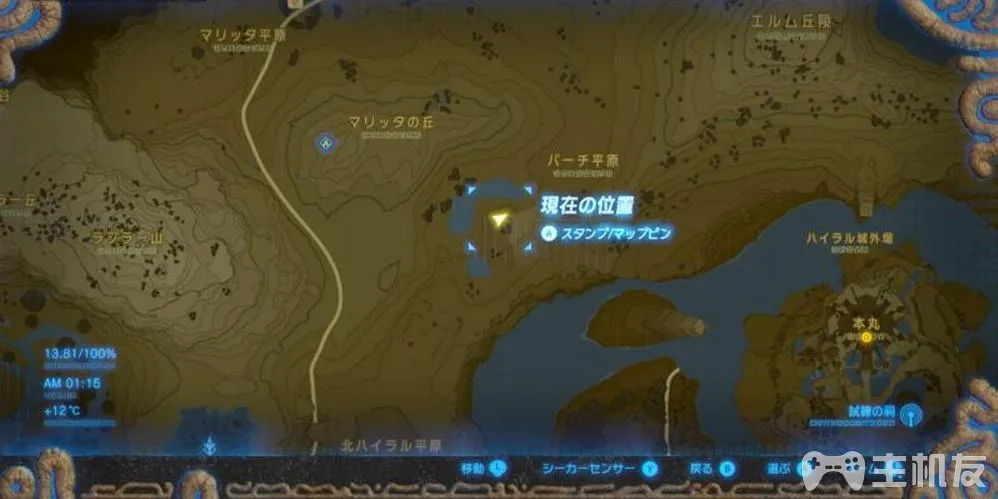 マリッタ平原
エルム丘陵
マリッタの丘
バーチ平原
現在の位置
A スタンプ/マップピン
ラブラー山
ハイラル城外堀
本丸
13.81/100%
AM 01:15
+12℃
試練の祠
北ハイラル平原
移動 L
シーカーセンサー Y
戻る B
選ぶ
主机友